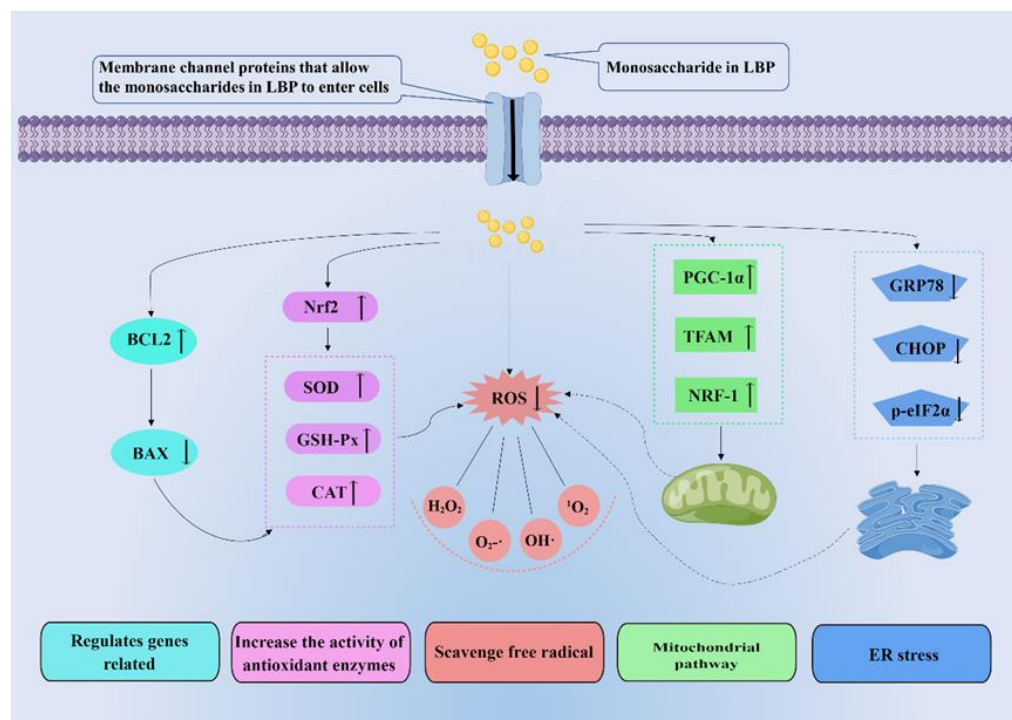 Membrane channel proteins that allow
the monosaccharides in LBP to enter cells
Monosaccharide in LBP
BCL2 ↑
BAX ↓
Nrf2 ↑
SOD ↑
GSH-Px ↑
CAT ↑
ROS ↓
H₂O₂
O₂-·
OH·
¹O₂
PGC-1α ↑
TFAM ↑
NRF-1 ↑
GRP78 ↓
CHOP ↓
p-eIF2α ↓
Regulates genes
related
Increase the activity of
antioxidant enzymes
Scavenge free radical
Mitochondrial
pathway
ER stress